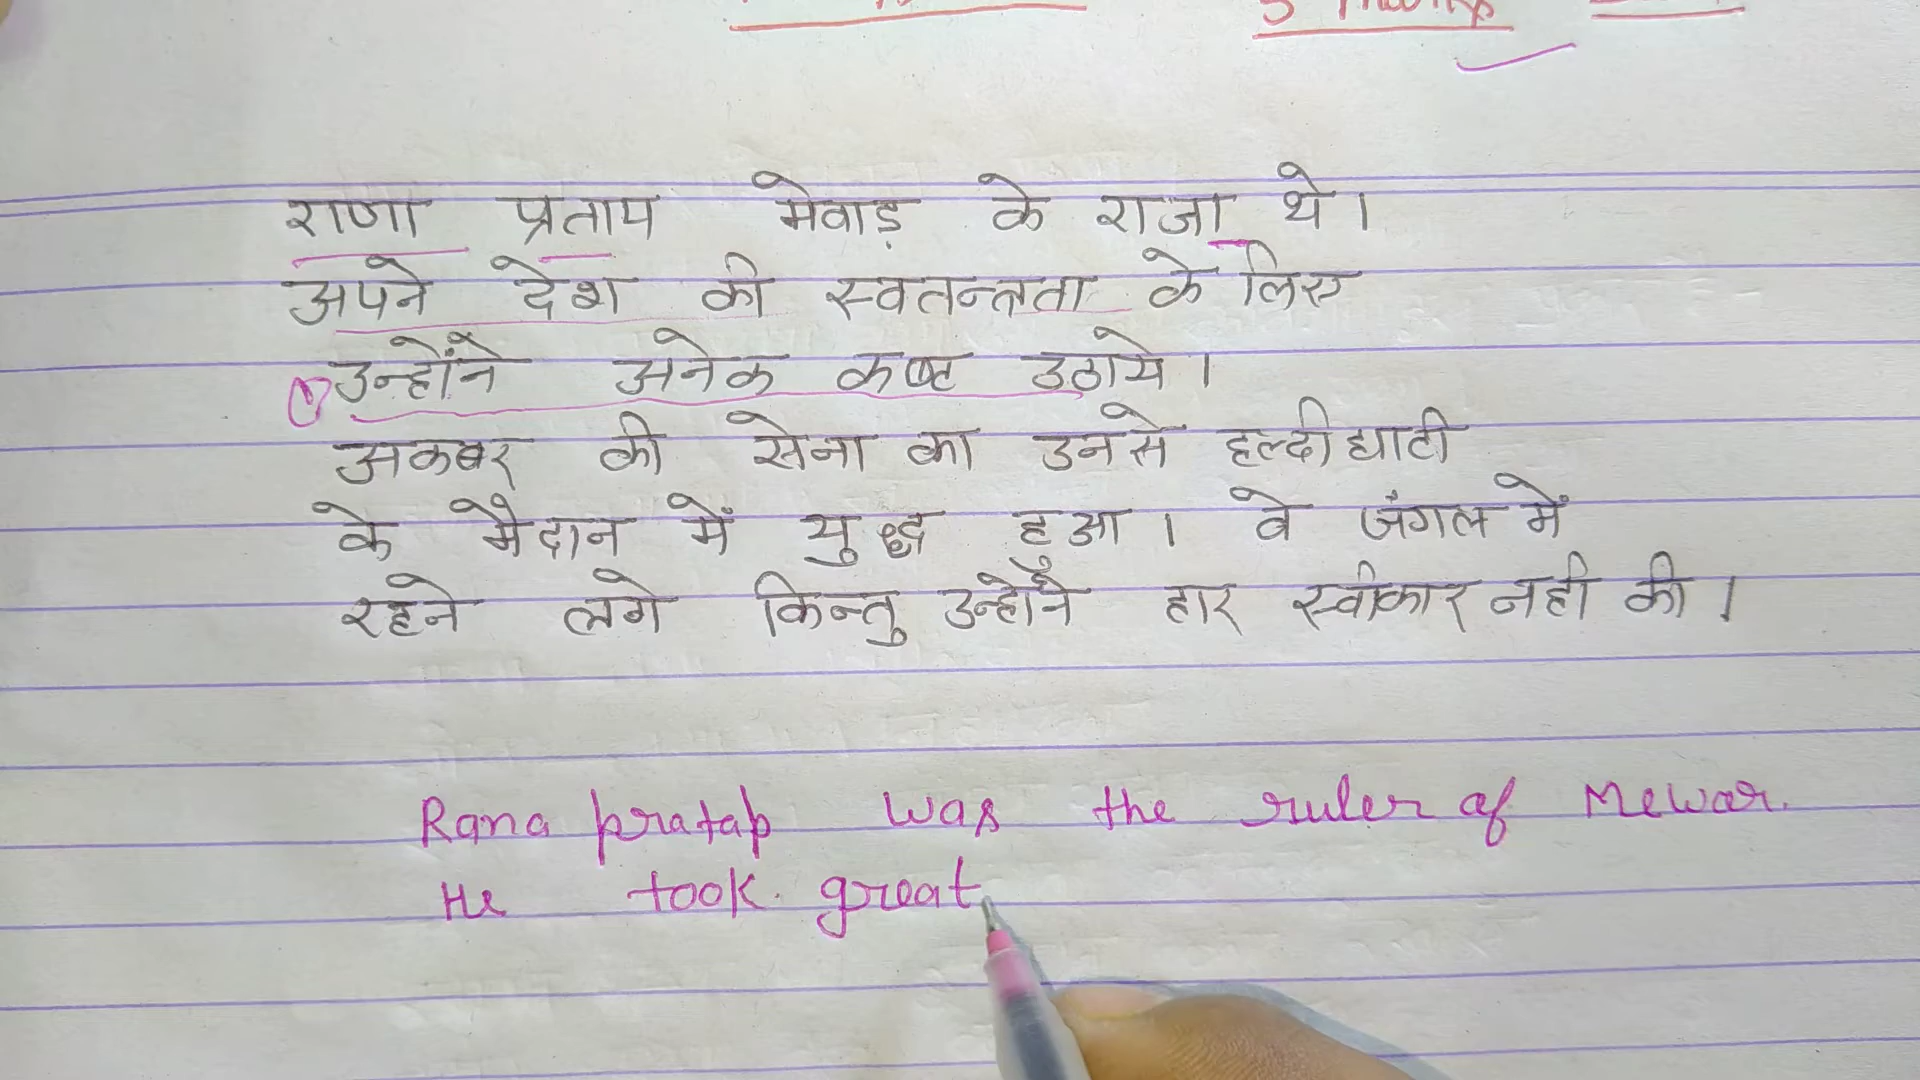 राणा प्रताप मेवाड़ के राजा थे।
अपने देश की स्वतन्त्रता के लिए
उन्होंने अनेक कष्ट उठाये।
अकबर की सेना का उनसे हल्दीघाटी
के मैदान में युद्ध हुआ। वे जंगल में
रहने लगे किन्तु उन्होंने हार स्वीकार नही की।
Rana pratap was the ruler of Mewar.
He took great